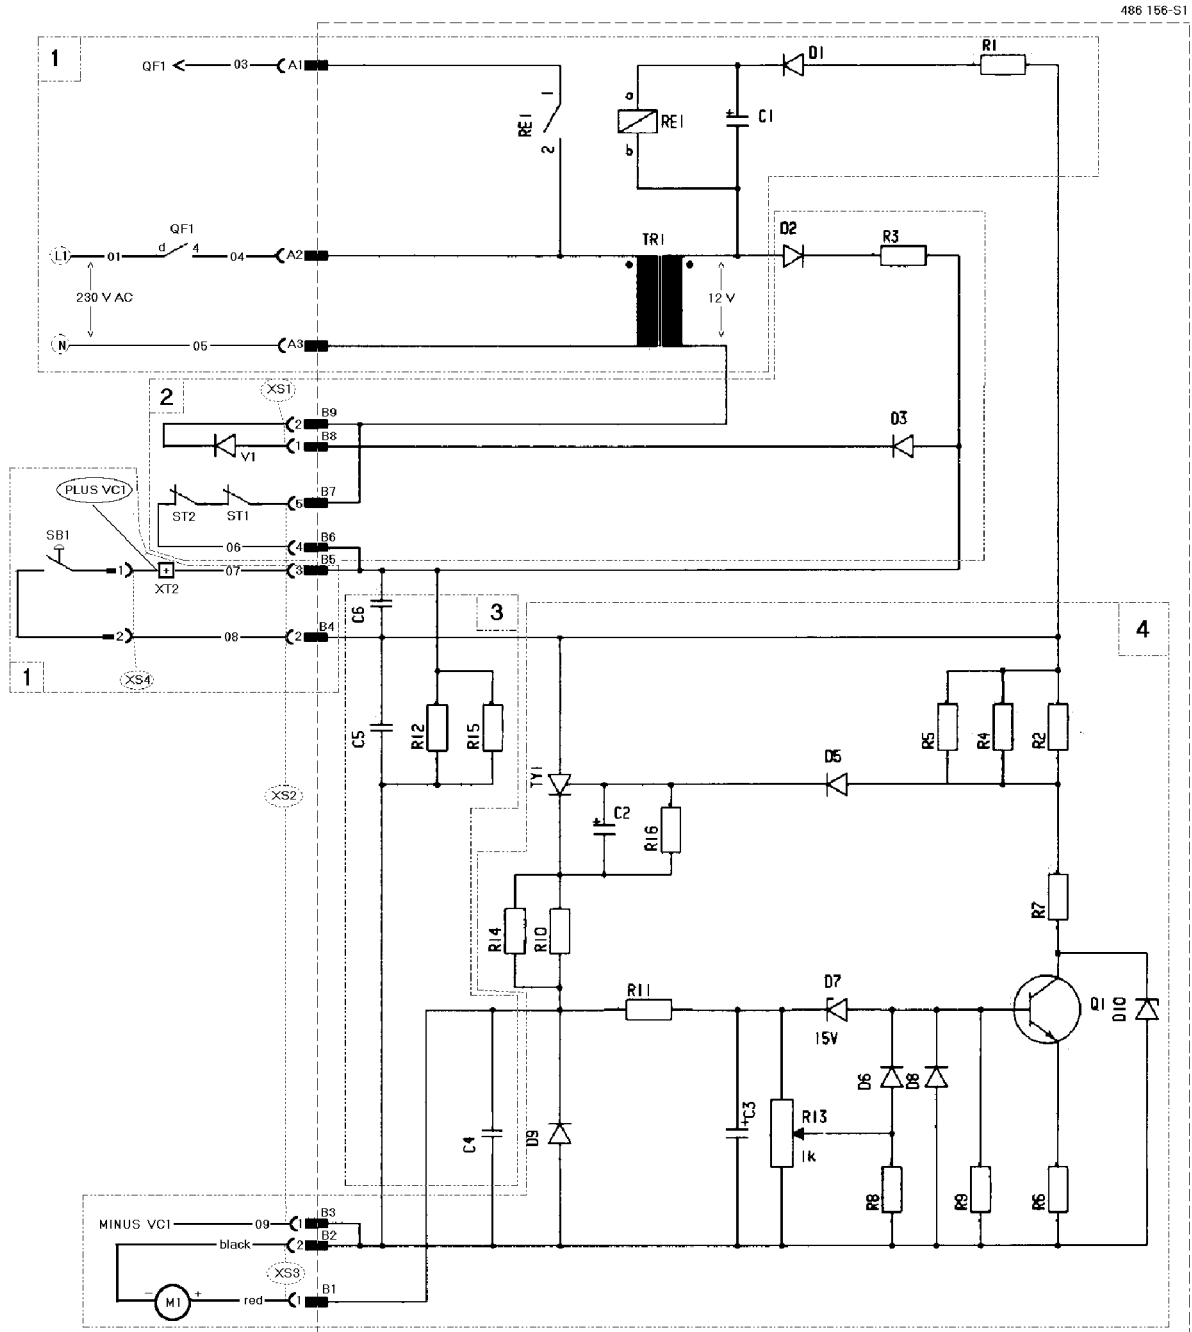 486 156-S1
1
QF1 03 A1
D1
R1
1
RE1
2
a
RE1
b
+
C1
QF1
L1 01 d 4 04 A2
TR1
D2
R3
230 V AC
12 V
N 05 A3
2
XS1
2 B9
V1 1 B8
D3
PLUS VC1
ST2 ST1 5 B7
SB1
06 4 B6
1 + 07 3 B5
XT2
C6
3
2 08 2 B4
4
1
XS4
C5
R12
R15
R5
R4
R2
TY1
D5
XS2
+ C2
R16
R7
R14
R10
R11
D7
15V
Q1
D10
D6
D8
C4
D9
+C3
R13
1k
R8
R9
R6
MINUS VC1 09 1 B3
black 2 B2
XS3
- M1 + red 1 B1